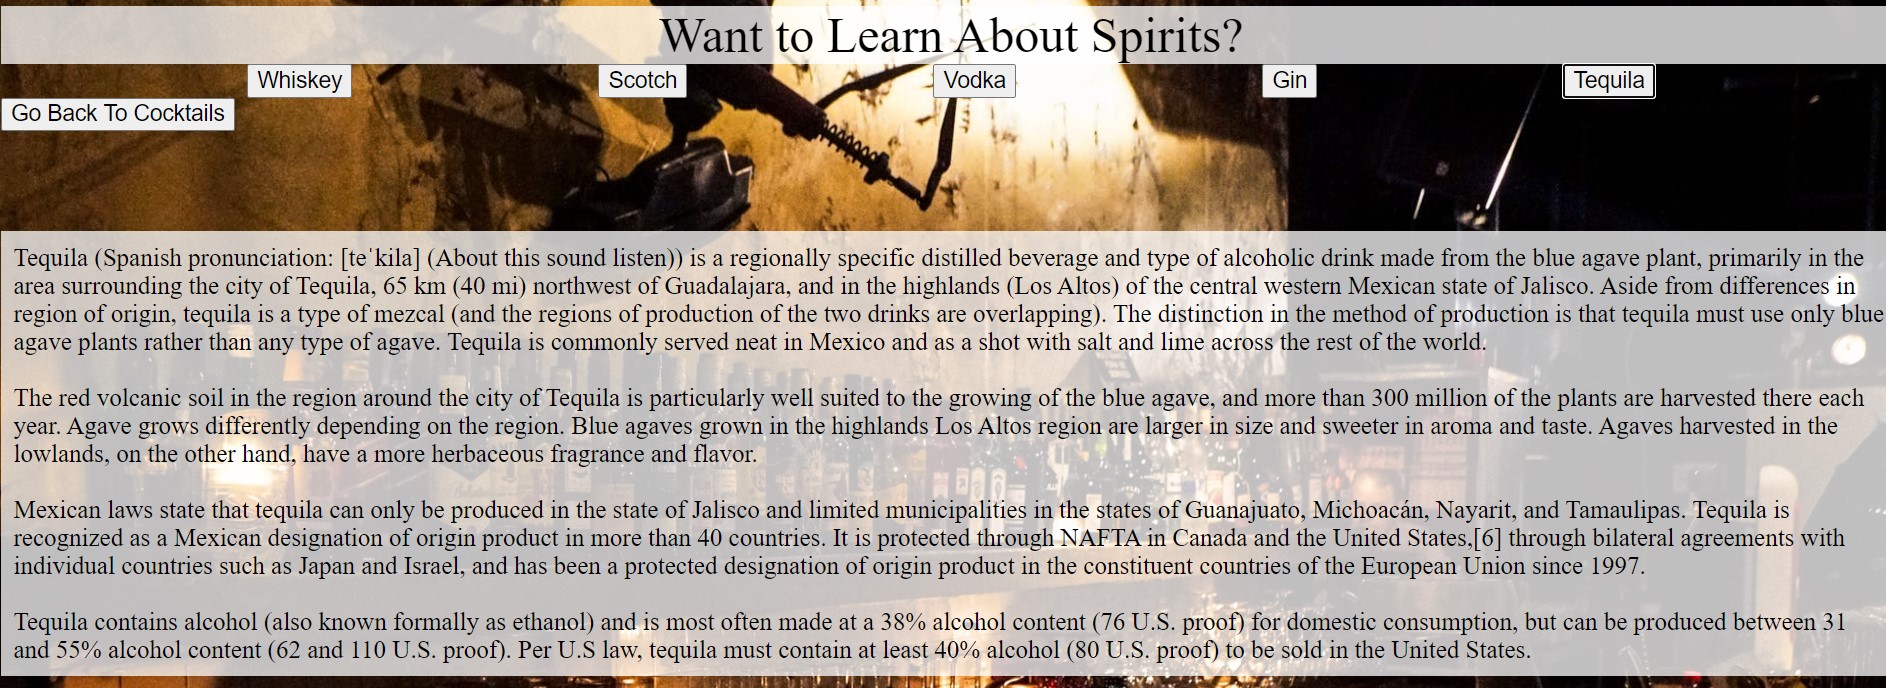 Want to Learn About Spirits?
Whiskey Scotch Vodka Gin Tequila
Go Back To Cocktails
Tequila (Spanish pronunciation: [teˈkila] (About this sound listen)) is a regionally specific distilled beverage and type of alcoholic drink made from the blue agave plant, primarily in the
area surrounding the city of Tequila, 65 km (40 mi) northwest of Guadalajara, and in the highlands (Los Altos) of the central western Mexican state of Jalisco. Aside from differences in
region of origin, tequila is a type of mezcal (and the regions of production of the two drinks are overlapping). The distinction in the method of production is that tequila must use only blue
agave plants rather than any type of agave. Tequila is commonly served neat in Mexico and as a shot with salt and lime across the rest of the world.
The red volcanic soil in the region around the city of Tequila is particularly well suited to the growing of the blue agave, and more than 300 million of the plants are harvested there each
year. Agave grows differently depending on the region. Blue agaves grown in the highlands Los Altos region are larger in size and sweeter in aroma and taste. Agaves harvested in the
lowlands, on the other hand, have a more herbaceous fragrance and flavor.
Mexican laws state that tequila can only be produced in the state of Jalisco and limited municipalities in the states of Guanajuato, Michoacán, Nayarit, and Tamaulipas. Tequila is
recognized as a Mexican designation of origin product in more than 40 countries. It is protected through NAFTA in Canada and the United States,[6] through bilateral agreements with
individual countries such as Japan and Israel, and has been a protected designation of origin product in the constituent countries of the European Union since 1997.
Tequila contains alcohol (also known formally as ethanol) and is most often made at a 38% alcohol content (76 U.S. proof) for domestic consumption, but can be produced between 31
and 55% alcohol content (62 and 110 U.S. proof). Per U.S law, tequila must contain at least 40% alcohol (80 U.S. proof) to be sold in the United States.